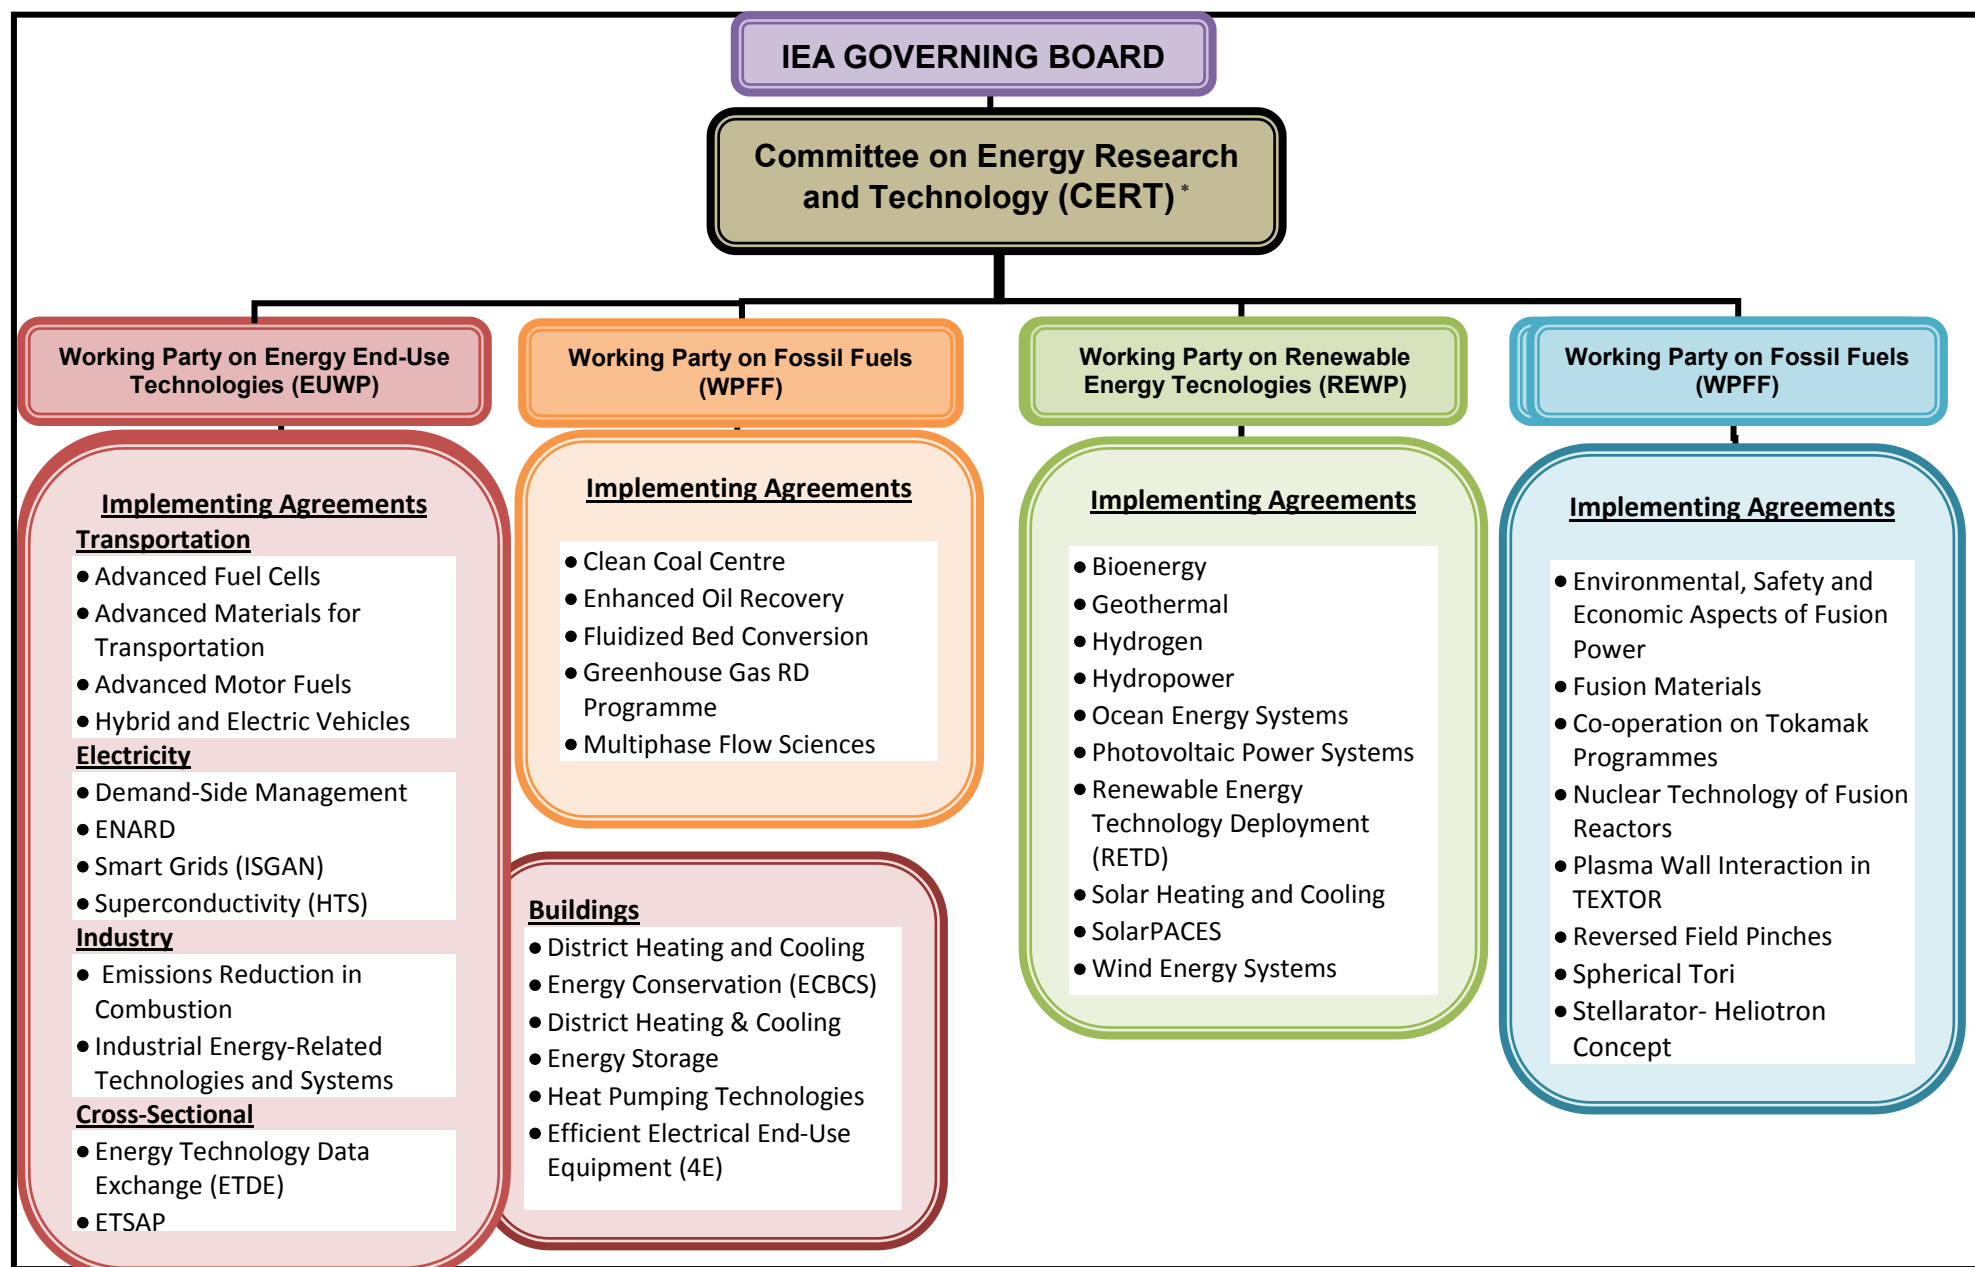 IEA GOVERNING BOARD
Committee on Energy Research
and Technology (CERT) *
Working Party on Energy End-Use
Technologies (EUWP)
Implementing Agreements
Transportation
• Advanced Fuel Cells
• Advanced Materials for
Transportation
• Advanced Motor Fuels
• Hybrid and Electric Vehicles
Electricity
• Demand-Side Management
• ENARD
• Smart Grids (ISGAN)
• Superconductivity (HTS)
Industry
• Emissions Reduction in
Combustion
• Industrial Energy-Related
Technologies and Systems
Cross-Sectional
• Energy Technology Data
Exchange (ETDE)
• ETSAP
Working Party on Fossil Fuels
(WPFF)
Implementing Agreements
• Clean Coal Centre
• Enhanced Oil Recovery
• Fluidized Bed Conversion
• Greenhouse Gas RD
Programme
• Multiphase Flow Sciences
Buildings
• District Heating and Cooling
• Energy Conservation (ECBCS)
• District Heating & Cooling
• Energy Storage
• Heat Pumping Technologies
• Efficient Electrical End-Use
Equipment (4E)
Working Party on Renewable
Energy Tecnologies (REWP)
Implementing Agreements
• Bioenergy
• Geothermal
• Hydrogen
• Hydropower
• Ocean Energy Systems
• Photovoltaic Power Systems
• Renewable Energy
Technology Deployment
(RETD)
• Solar Heating and Cooling
• SolarPACES
• Wind Energy Systems
Working Party on Fossil Fuels
(WPFF)
Implementing Agreements
• Environmental, Safety and
Economic Aspects of Fusion
Power
• Fusion Materials
• Co-operation on Tokamak
Programmes
• Nuclear Technology of Fusion
Reactors
• Plasma Wall Interaction in
TEXTOR
• Reversed Field Pinches
• Spherical Tori
• Stellarator- Heliotron
Concept